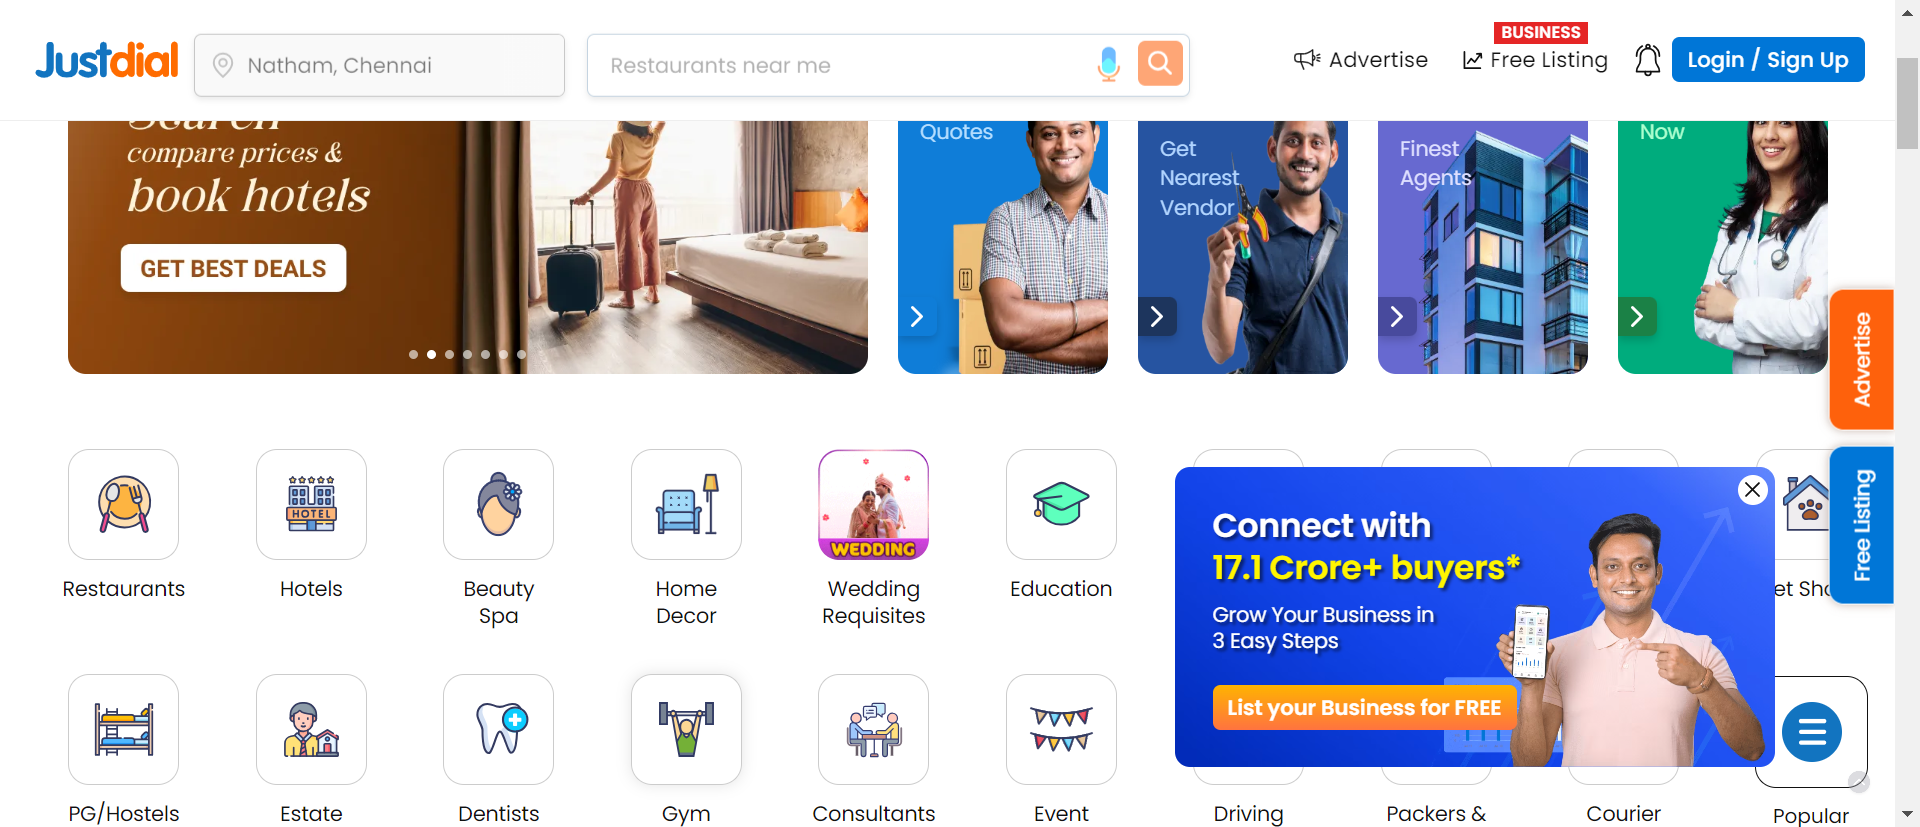 Justdial
Natham, Chennai
Restaurants near me
Advertise
BUSINESS
Free Listing
Login / Sign Up
Search
compare prices &
book hotels
GET BEST DEALS
Quotes
Get
Nearest
Vendor
Finest
Agents
Now
Advertise
Free Listing
Restaurants
HOTEL
Hotels
Beauty
Spa
Home
Decor
WEDDING
Wedding
Requisites
Education
Connect with
17.1 Crore+ buyers*
Grow Your Business in
3 Easy Steps
List your Business for FREE
PG/Hostels
Estate
Dentists
Gym
Consultants
Event
Driving
Packers &
Courier
Popular